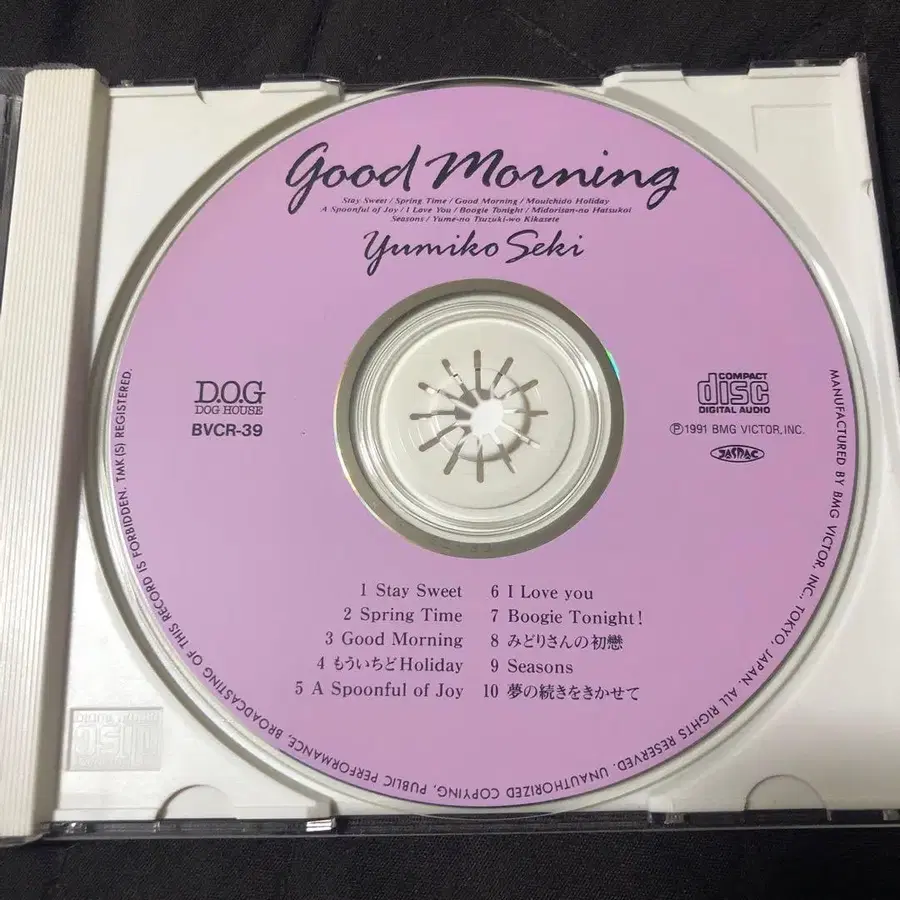 Good Morning
Stay Sweet / Spring Time / Good Morning / Mouichido Holiday
A Spoonful of Joy / I Love You / Boogie Tonight / Midorisan-no Hatsukoi
Seasons / Yume-no Tsuzuki-wo Kikasete
Yumiko Seki
D.O.G
DOG HOUSE
BVCR-39
COMPACT
disc
DIGITAL AUDIO
Ⓟ1991 BMG VICTOR, INC.
JASRAC
1 Stay Sweet
2 Spring Time
3 Good Morning
4 もういちどHoliday
5 A Spoonful of Joy
6 I Love you
7 Boogie Tonight!
8 みどりさんの初戀
9 Seasons
10 夢の続きをきかせて
MANUFACTURED BY BMG VICTOR, INC., TOKYO, JAPAN. ALL RIGHTS RESERVED. UNAUTHORIZED COPYING, PUBLIC PERFORMANCE, BROADCASTING OF THIS RECORD IS FORBIDDEN. TMK(S) REGISTERED.
COMPACT
disc
DIGITAL AUDIO